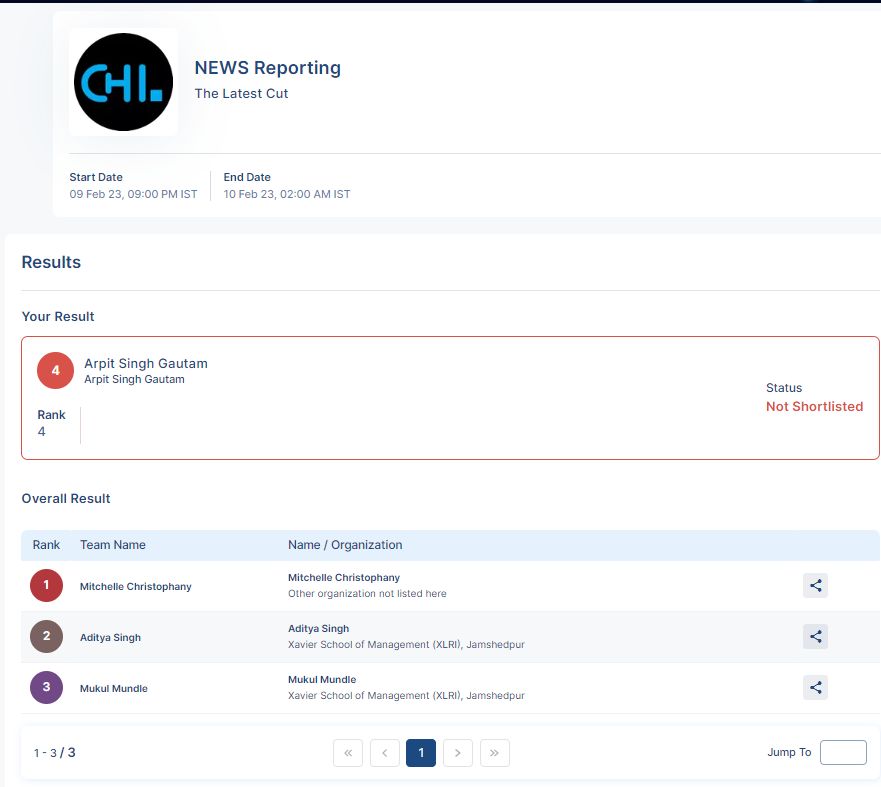 CHL.
NEWS Reporting
The Latest Cut
Start Date
09 Feb 23, 09:00 PM IST
End Date
10 Feb 23, 02:00 AM IST
Results
Your Result
4
Arpit Singh Gautam
Arpit Singh Gautam
Rank
4
Status
Not Shortlisted
Overall Result
Rank Team Name Name / Organization
1 Mitchelle Christophany Mitchelle Christophany
Other organization not listed here
2 Aditya Singh Aditya Singh
Xavier School of Management (XLRI), Jamshedpur
3 Mukul Mundle Mukul Mundle
Xavier School of Management (XLRI), Jamshedpur
1 - 3 / 3 « < 1 > » Jump To